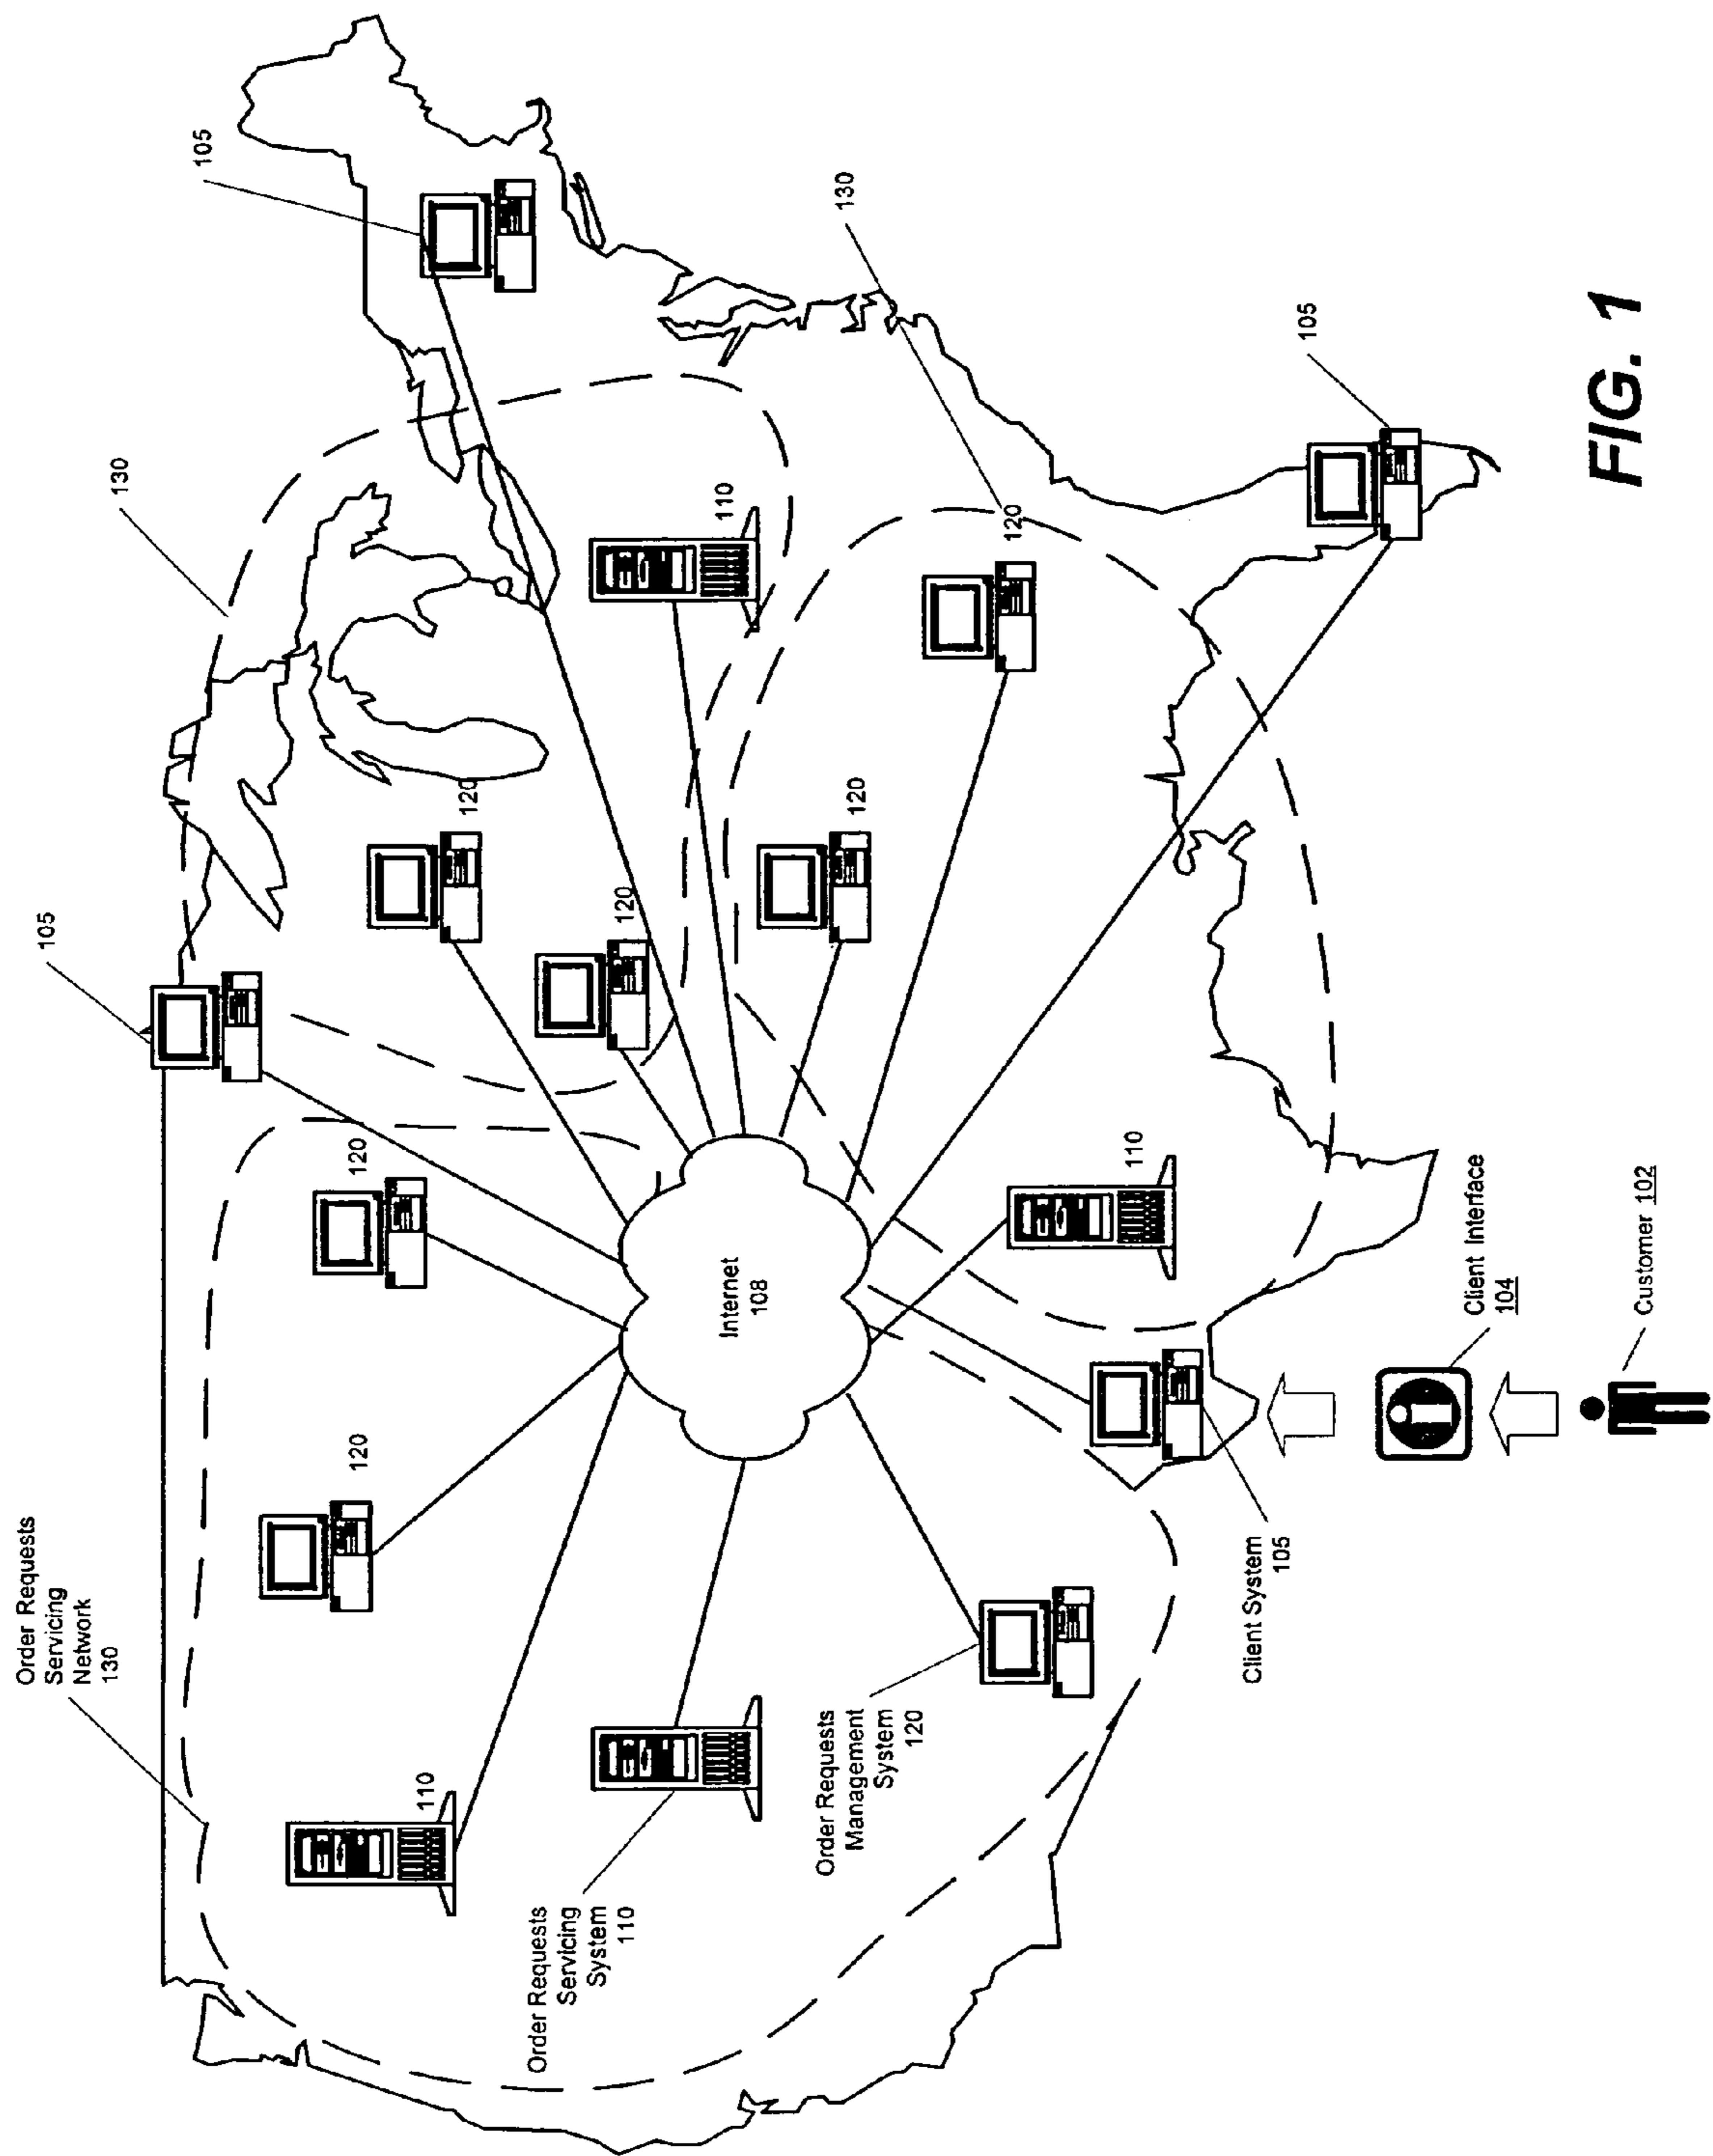 Order Requests
Servicing
Network
130
105
130
105
120
120
110
120
Order Requests
Servicing
System
110
120
110
Internet
108
Order Requests
Management
System
120
130
120
120
110
Client System
105
105
Client Interface
104
Customer 102
FIG. 1